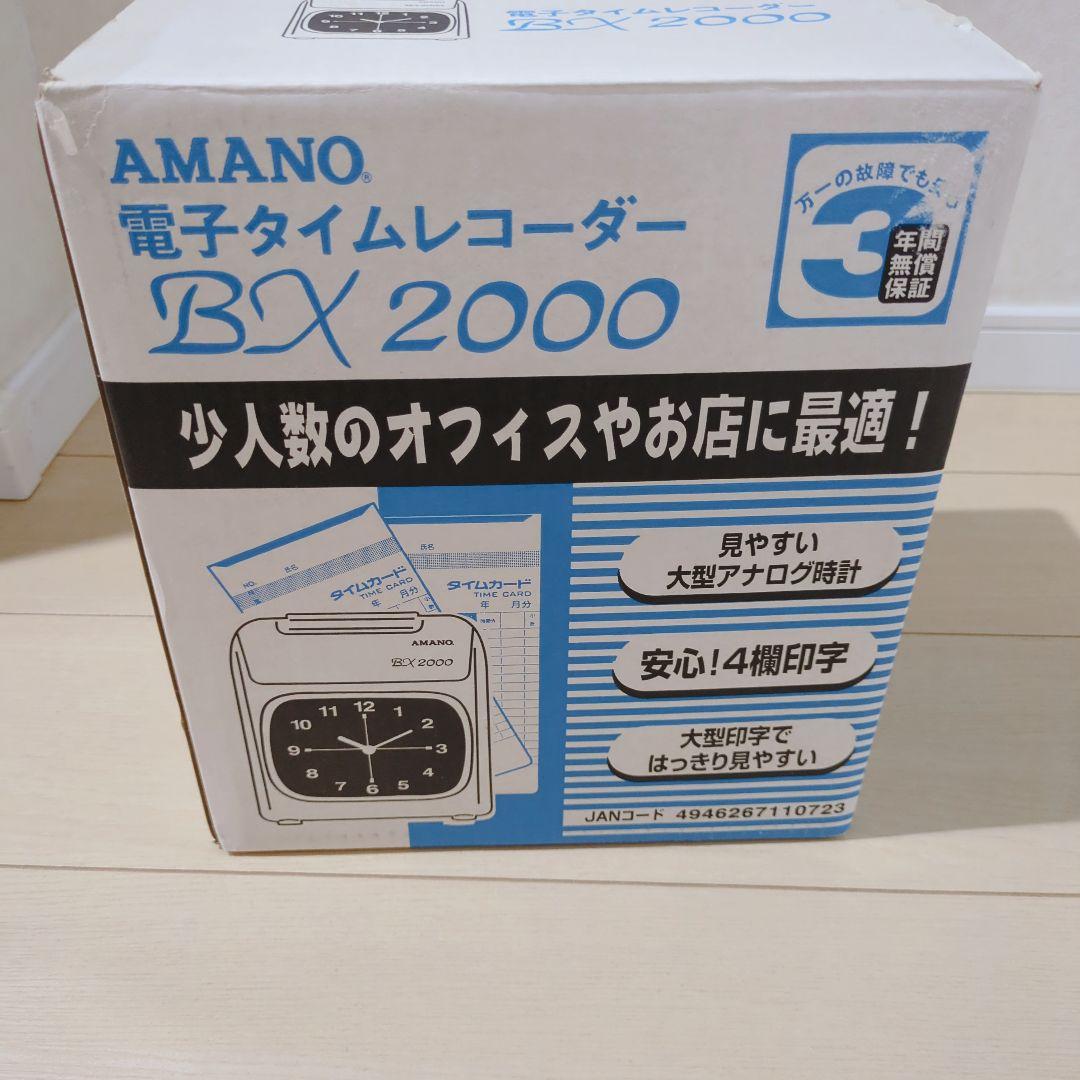 電子タイムレコーダー
BX 2000
AMANO®
電子タイムレコーダー
BX 2000
万一の故障でも
3
年間
無償
保証
少人数のオフィスやお店に最適!
見やすい
大型アナログ時計
安心!4欄印字
大型印字で
はっきり見やすい
JANコード 4946267110723
NO. 氏名
タイムカード
TIME CARD
年 月分
氏名
タイムカード
TIME CARD
年 月分
AMANO
BX 2000
12
1
2
3
4
5
6
7
8
9
10
11